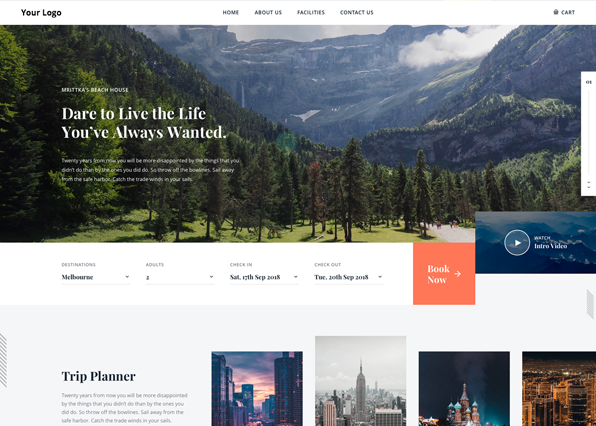 Your Logo
HOME ABOUT US FACILITIES CONTACT US
CART
01
MRITTKA'S BEACH HOUSE
Dare to Live the Life
You've Always Wanted.
Twenty years from now you will be more disappointed by the things that you
didn't do than by the ones you did do. So throw off the bowlines. Sail away
from the safe harbor. Catch the trade winds in your sails.
WATCH
Intro Video
DESTINATIONS ADULTS CHECK IN CHECK OUT
Melbourne 2 Sat, 17th Sep 2018 Tue, 20th Sep 2018
Book
Now
Trip Planner
Twenty years from now you will be more disappointed
by the things that you didn't do than by the ones you
did do. So throw off the bowlines. Sail away from the
safe harbor. Catch the trade winds in your sails.